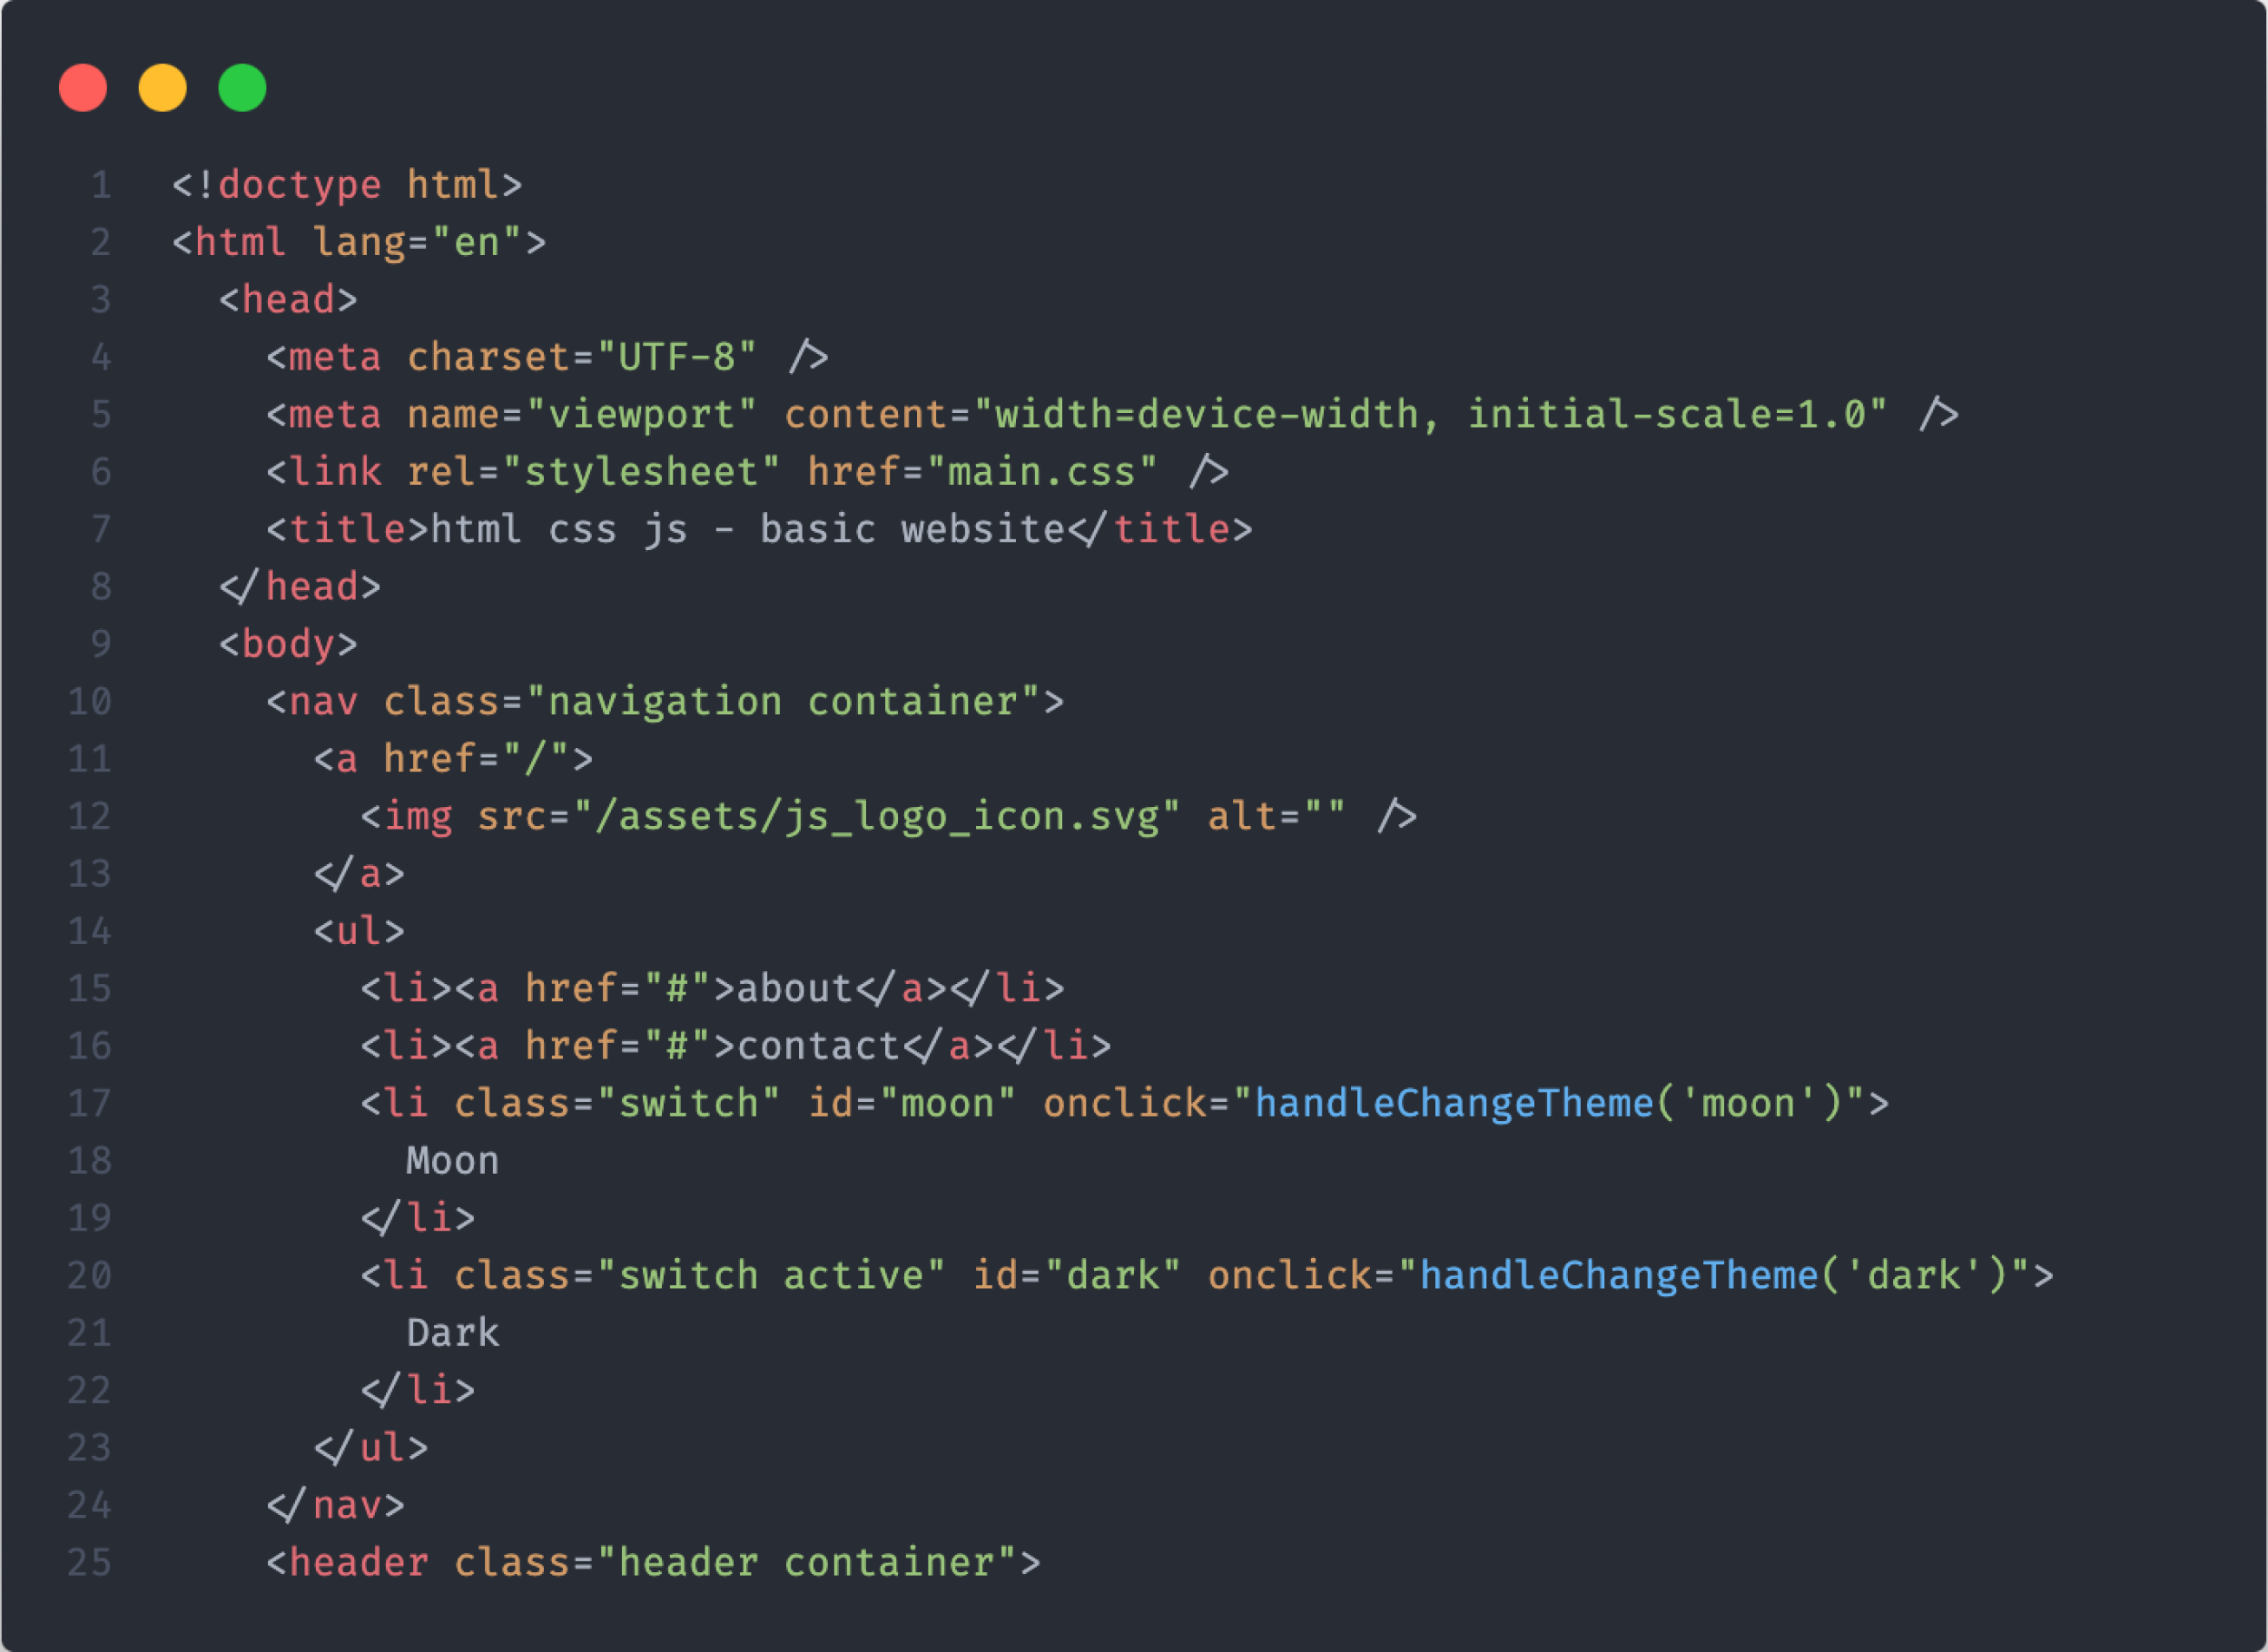 1 <!doctype html>
2 <html lang="en">
3   <head>
4     <meta charset="UTF-8" />
5     <meta name="viewport" content="width=device-width, initial-scale=1.0" />
6     <link rel="stylesheet" href="main.css" />
7     <title>html css js - basic website</title>
8   </head>
9   <body>
10     <nav class="navigation container">
11       <a href="/">
12         <img src="/assets/js_logo_icon.svg" alt="" />
13       </a>
14       <ul>
15         <li><a href="#">about</a></li>
16         <li><a href="#">contact</a></li>
17         <li class="switch" id="moon" onclick="handleChangeTheme('moon')">
18           Moon
19         </li>
20         <li class="switch active" id="dark" onclick="handleChangeTheme('dark')">
21           Dark
22         </li>
23       </ul>
24     </nav>
25     <header class="header container">